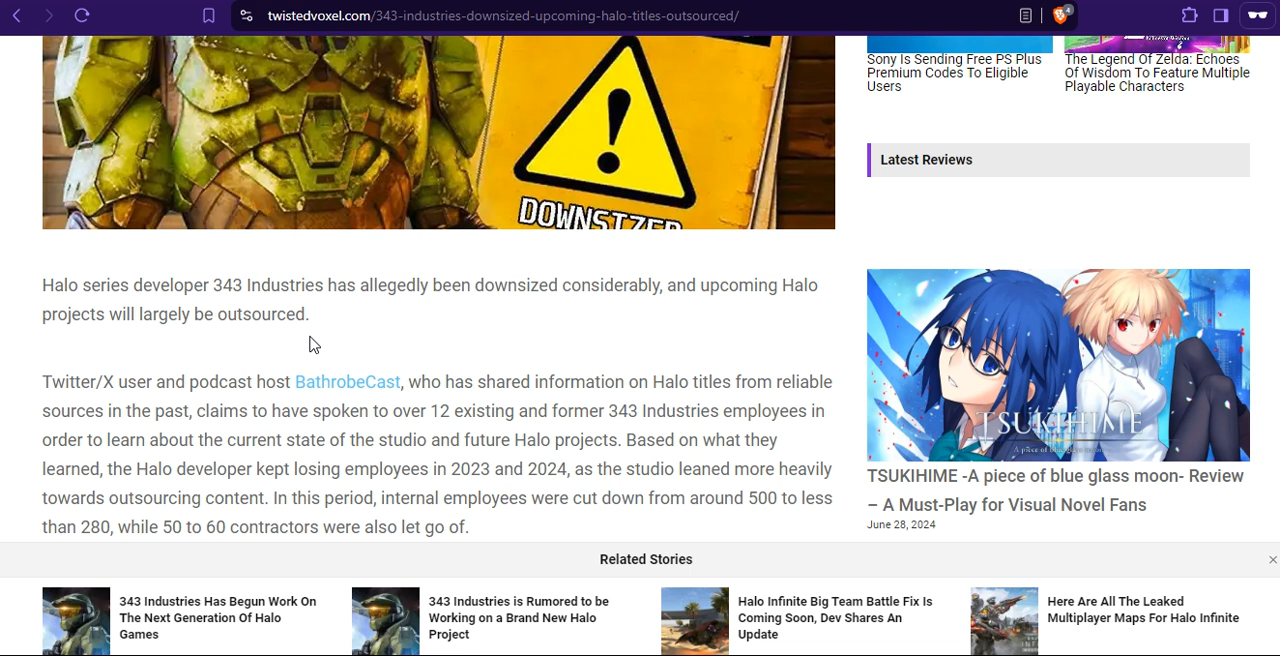 twistedvoxel.com/343-industries-downsized-upcoming-halo-titles-outsourced/
4
DOWNSIZED
Halo series developer 343 Industries has allegedly been downsized considerably, and upcoming Halo
projects will largely be outsourced.
Twitter/X user and podcast host BathrobeCast, who has shared information on Halo titles from reliable
sources in the past, claims to have spoken to over 12 existing and former 343 Industries employees in
order to learn about the current state of the studio and future Halo projects. Based on what they
learned, the Halo developer kept losing employees in 2023 and 2024, as the studio leaned more heavily
towards outsourcing content. In this period, internal employees were cut down from around 500 to less
than 280, while 50 to 60 contractors were also let go of.
Sony Is Sending Free PS Plus
Premium Codes To Eligible
Users
The Legend Of Zelda: Echoes
Of Wisdom To Feature Multiple
Playable Characters
Latest Reviews
TSUKIHIME
A piece of blue glass moon
TSUKIHIME -A piece of blue glass moon- Review
– A Must-Play for Visual Novel Fans
June 28, 2024
Related Stories
343 Industries Has Begun Work On
The Next Generation Of Halo
Games
343 Industries is Rumored to be
Working on a Brand New Halo
Project
Halo Infinite Big Team Battle Fix Is
Coming Soon, Dev Shares An
Update
Here Are All The Leaked
Multiplayer Maps For Halo Infinite